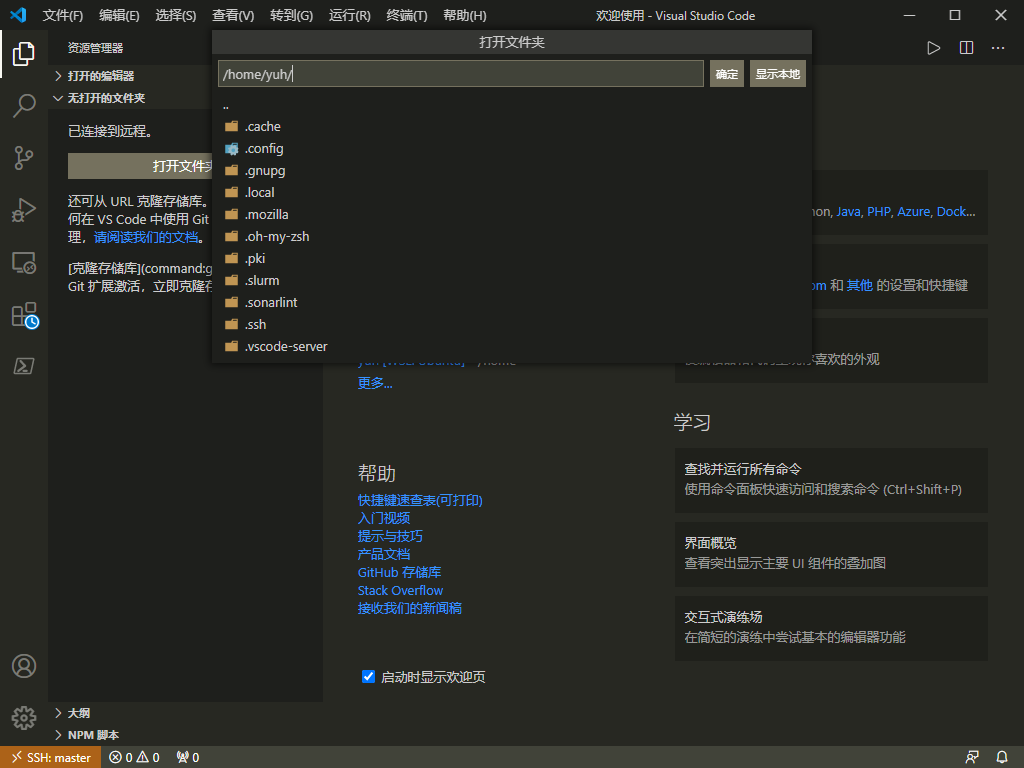 文件(F) 编辑(E) 选择(S) 查看(V) 转到(G) 运行(R) 终端(T) 帮助(H) 欢迎使用 - Visual Studio Code
资源管理器
打开的编辑器
无打开的文件夹
已连接到远程。
打开文件夹
还可从 URL 克隆存储库。
何在 VS Code 中使用 Git
理，请阅读我们的文档。
[克隆存储库](command:g
Git 扩展激活，立即克隆存
大纲
NPM 脚本
打开文件夹
/home/yuh/
确定
显示本地
..
.cache
.config
.gnupg
.local
.mozilla
.oh-my-zsh
.pki
.slurm
.sonarlint
.ssh
.vscode-server
更多...
帮助
快捷键速查表(可打印)
入门视频
提示与技巧
产品文档
GitHub 存储库
Stack Overflow
接收我们的新闻稿
启动时显示欢迎页
on, Java, PHP, Azure, Dock...
om 和 其他 的设置和快捷键
喜欢的外观
学习
查找并运行所有命令
使用命令面板快速访问和搜索命令 (Ctrl+Shift+P)
界面概览
查看突出显示主要 UI 组件的叠加图
交互式演练场
在简短的演练中尝试基本的编辑器功能
SSH: master 0 0 0